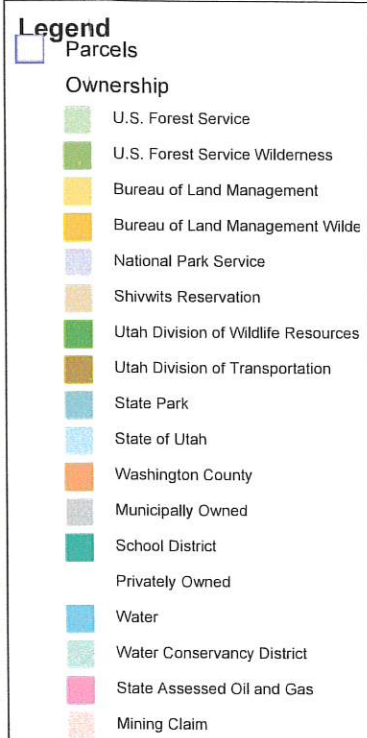 Legend
Parcels
Ownership
U.S. Forest Service
U.S. Forest Service Wilderness
Bureau of Land Management
Bureau of Land Management Wilde
National Park Service
Shivwits Reservation
Utah Division of Wildlife Resources
Utah Division of Transportation
State Park
State of Utah
Washington County
Municipally Owned
School District
Privately Owned
Water
Water Conservancy District
State Assessed Oil and Gas
Mining Claim